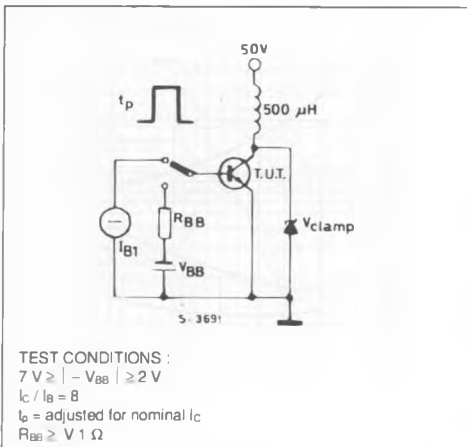 50V
500 μH
tp
T.U.T.
RBB
Vclamp
IB1
VBB
S-3691
TEST CONDITIONS :
7 V ≥ | − VBB | ≥ 2 V
IC / IB = 8
tp = adjusted for nominal IC
RBB ≥ V 1 Ω